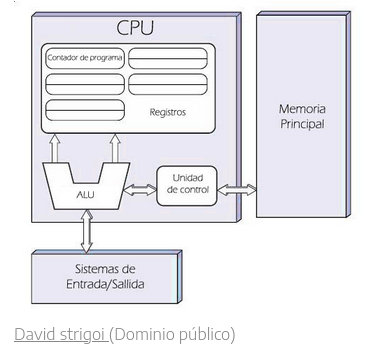 CPU
Contador de programa
Registros
Memoria
Principal
ALU
Unidad
de control
Sistemas de
Entrada/Sallida
David strigoi (Dominio público)